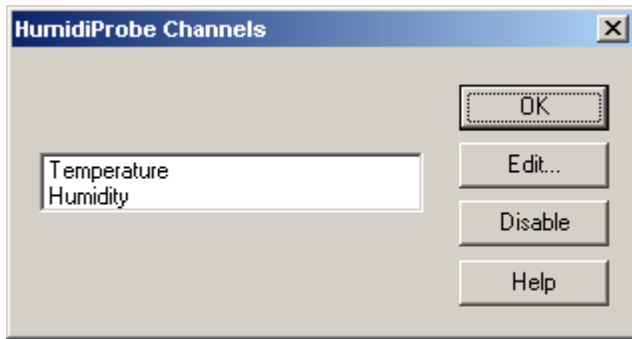 HumidiProbe Channels
Temperature
Humidity
OK
Edit...
Disable
Help